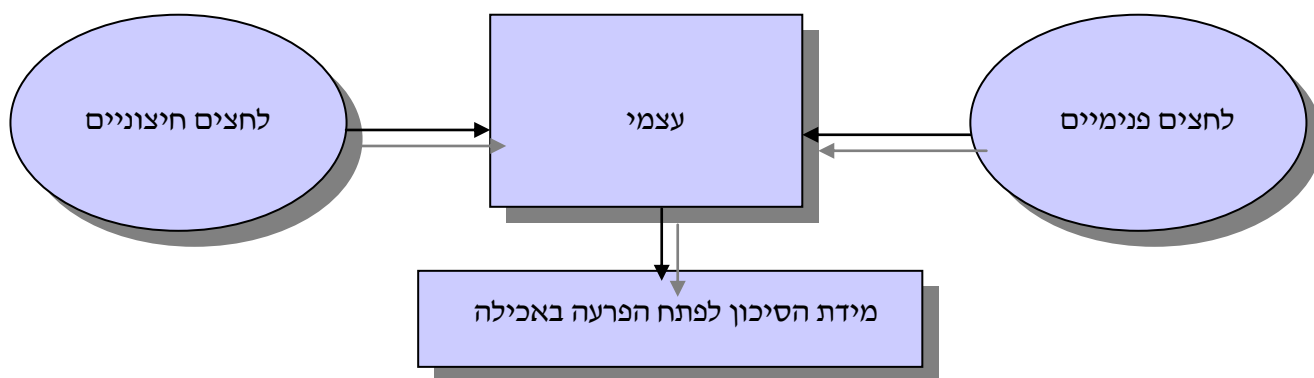 לחצים פנימיים
עצמי
לחצים חיצוניים
מידת הסיכון לפתח הפרעה באכילה